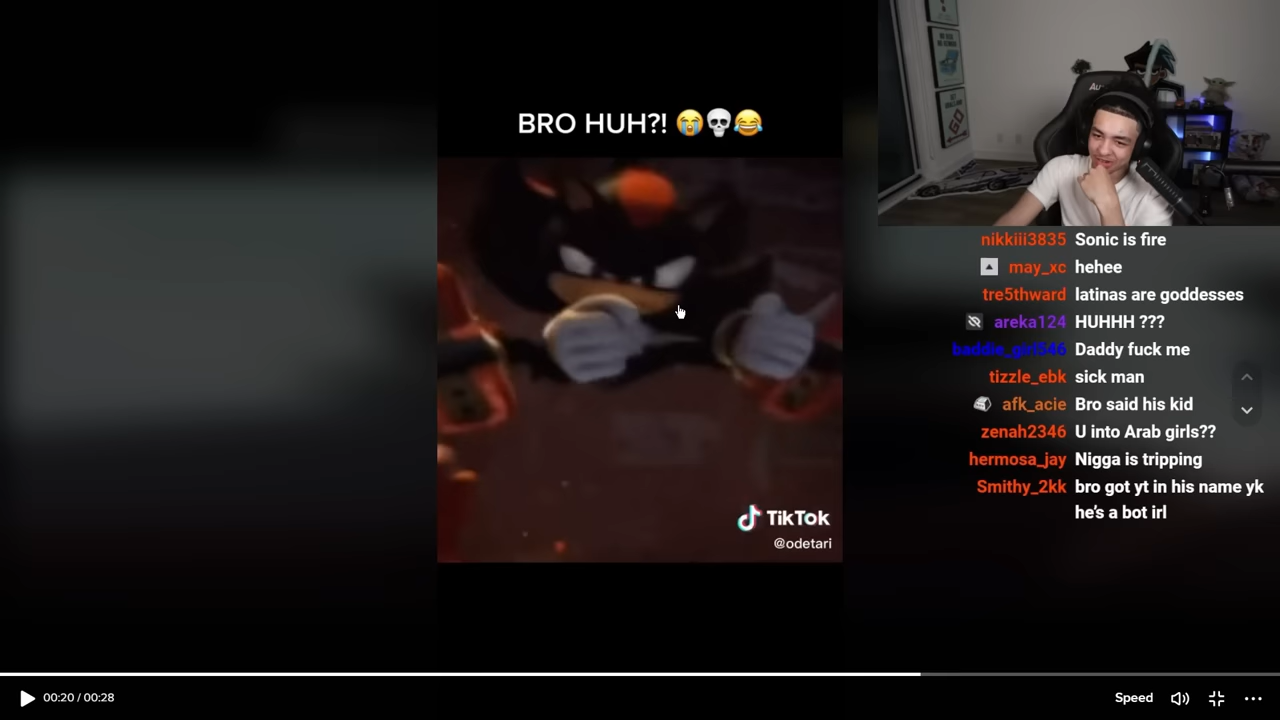 BRO HUH?! 😭💀😂
GO
nikkiii3835 Sonic is fire
may_xc hehee
tre5thward latinas are goddesses
areka124 HUHHH ???
baddie_girl546 Daddy fuck me
tizzle_ebk sick man
afk_acie Bro said his kid
zenah2346 U into Arab girls??
hermosa_jay Nigga is tripping
Smithy_2kk bro got yt in his name yk
he's a bot irl
TikTok
@odetari
00:20 / 00:28
Speed